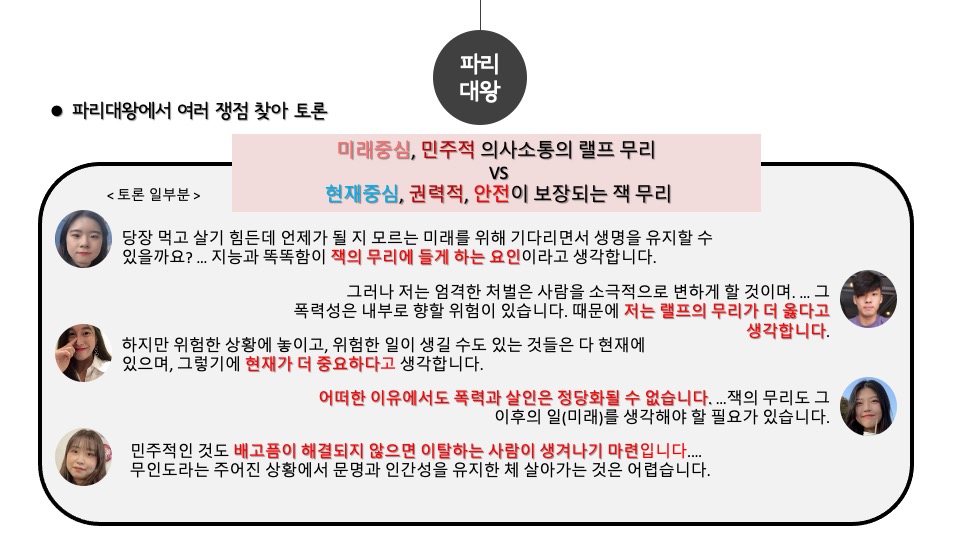 파리
대왕
● 파리대왕에서 여러 쟁점 찾아 토론
미래중심, 민주적 의사소통의 랠프 무리
VS
현재중심, 권력적, 안전이 보장되는 잭 무리
< 토론 일부분 >
당장 먹고 살기 힘든데 언제가 될 지 모르는 미래를 위해 기다리면서 생명을 유지할 수
있을까요? ... 지능과 똑똑함이 잭의 무리에 들게 하는 요인이라고 생각합니다.
그러나 저는 엄격한 처벌은 사람을 소극적으로 변하게 할 것이며. ... 그
폭력성은 내부로 향할 위험이 있습니다. 때문에 저는 랠프의 무리가 더 옳다고
생각합니다.
하지만 위험한 상황에 놓이고, 위험한 일이 생길 수도 있는 것들은 다 현재에
있으며, 그렇기에 현재가 더 중요하다고 생각합니다.
어떠한 이유에서도 폭력과 살인은 정당화될 수 없습니다. ...잭의 무리도 그
이후의 일(미래)를 생각해야 할 필요가 있습니다.
민주적인 것도 배고픔이 해결되지 않으면 이탈하는 사람이 생겨나기 마련입니다....
무인도라는 주어진 상황에서 문명과 인간성을 유지한 체 살아가는 것은 어렵습니다.